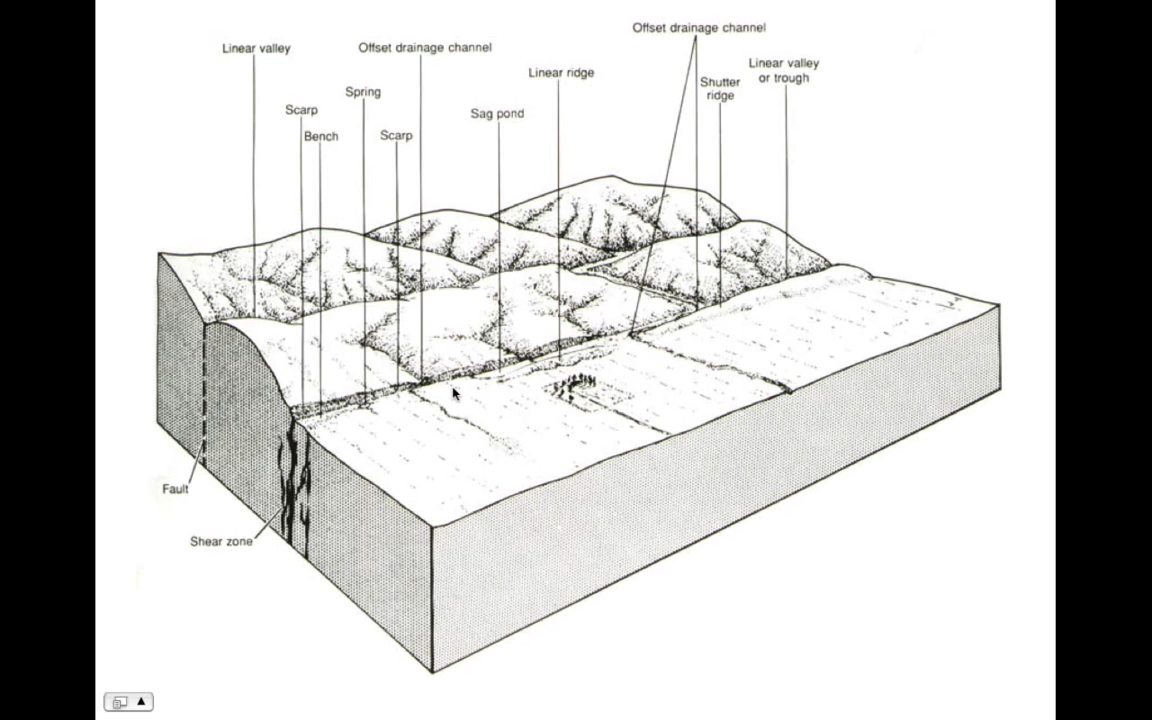 Offset drainage channel
Linear valley
Offset drainage channel
Linear valley
or trough
Linear ridge
Shutter
ridge
Spring
Scarp
Sag pond
Bench
Scarp
Fault
Shear zone